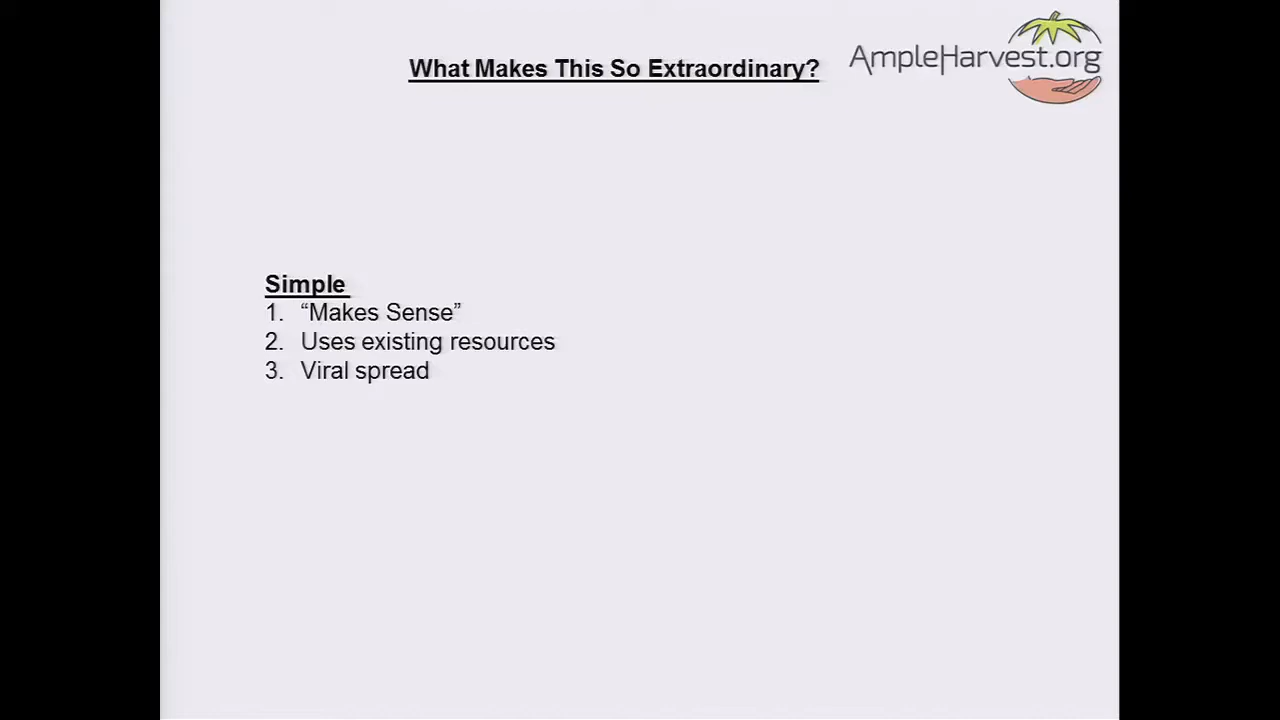 What Makes This So Extraordinary?
AmpleHarvest.org
Simple
1. “Makes Sense”
2. Uses existing resources
3. Viral spread